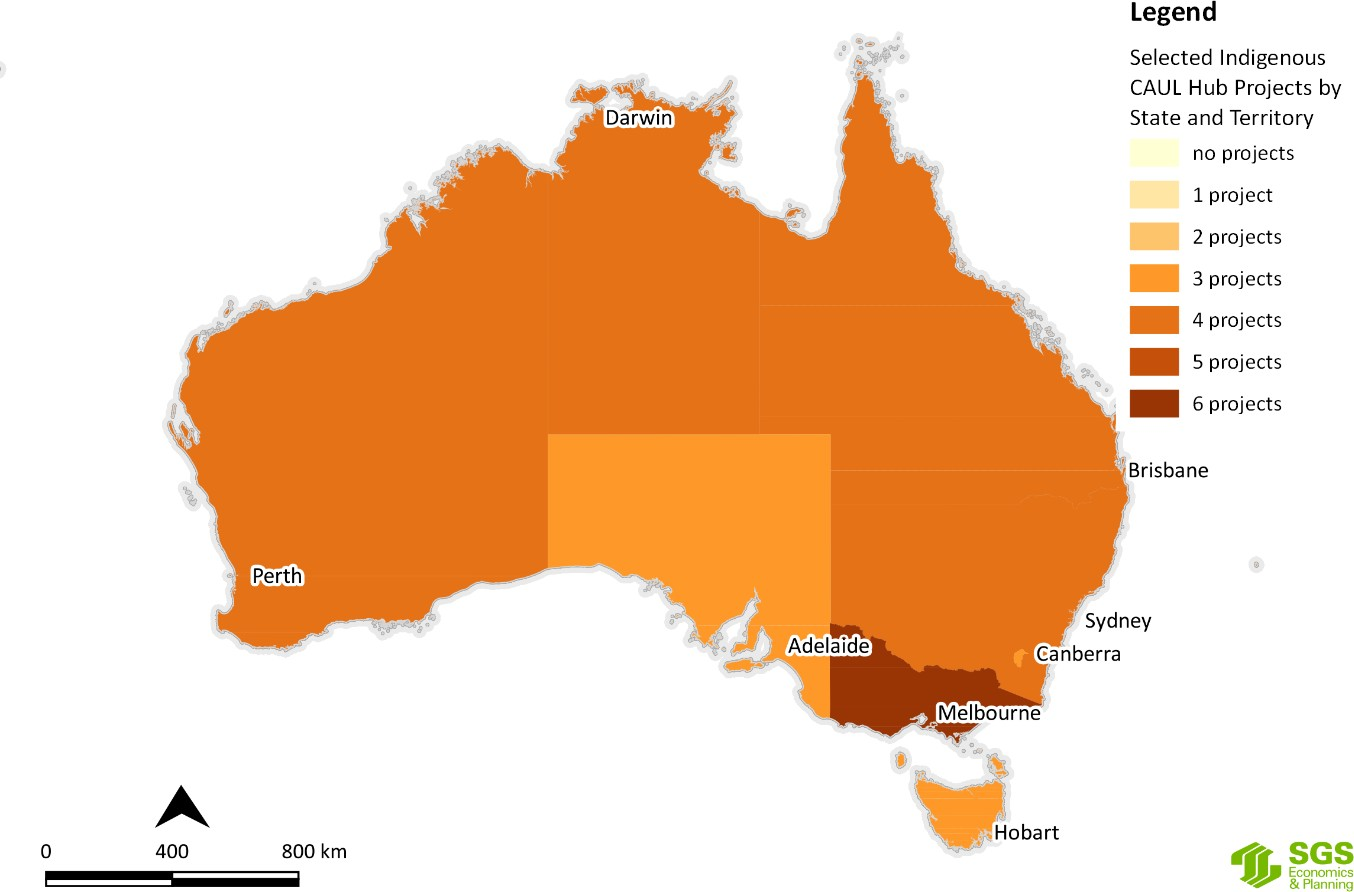 Legend
Selected Indigenous
CAUL Hub Projects by
State and Territory
no projects
1 project
2 projects
3 projects
4 projects
5 projects
6 projects
Darwin
Brisbane
Perth
Sydney
Adelaide
Canberra
Melbourne
Hobart
0 400 800 km
SGS
Economics
& Planning